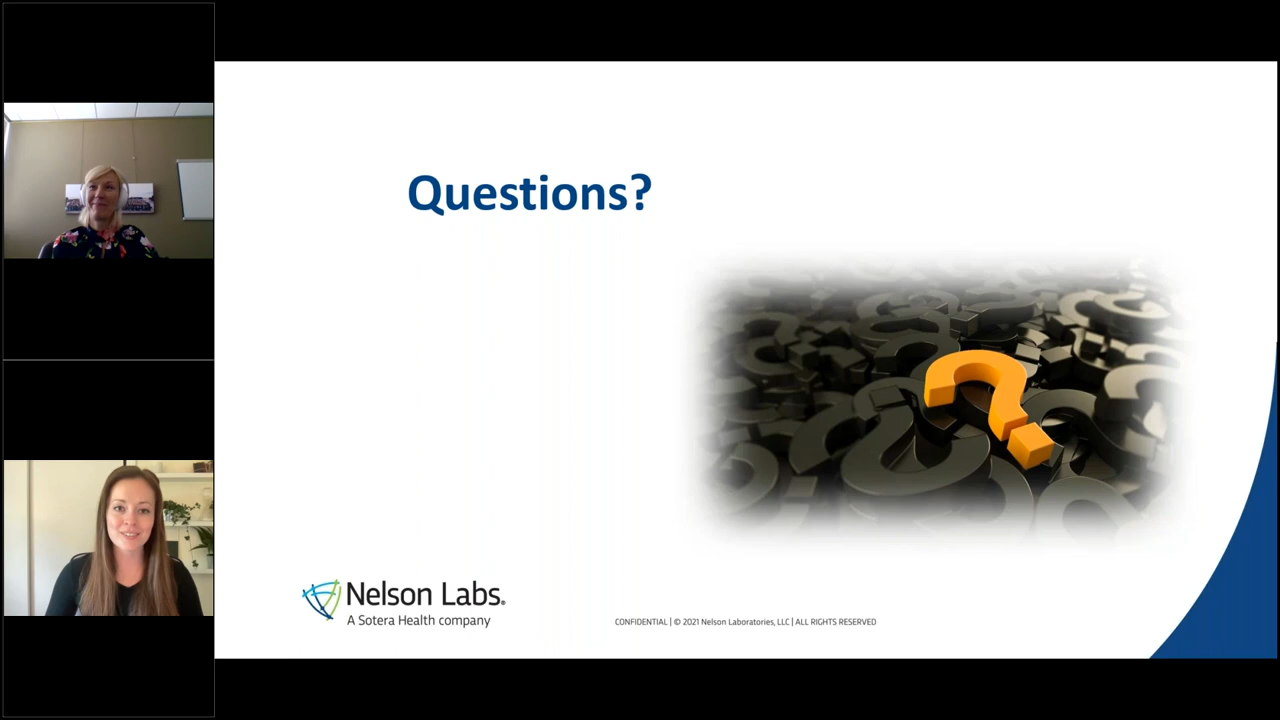 Questions?
Nelson Labs.®
A Sotera Health company
CONFIDENTIAL | © 2021 Nelson Laboratories, LLC | ALL RIGHTS RESERVED